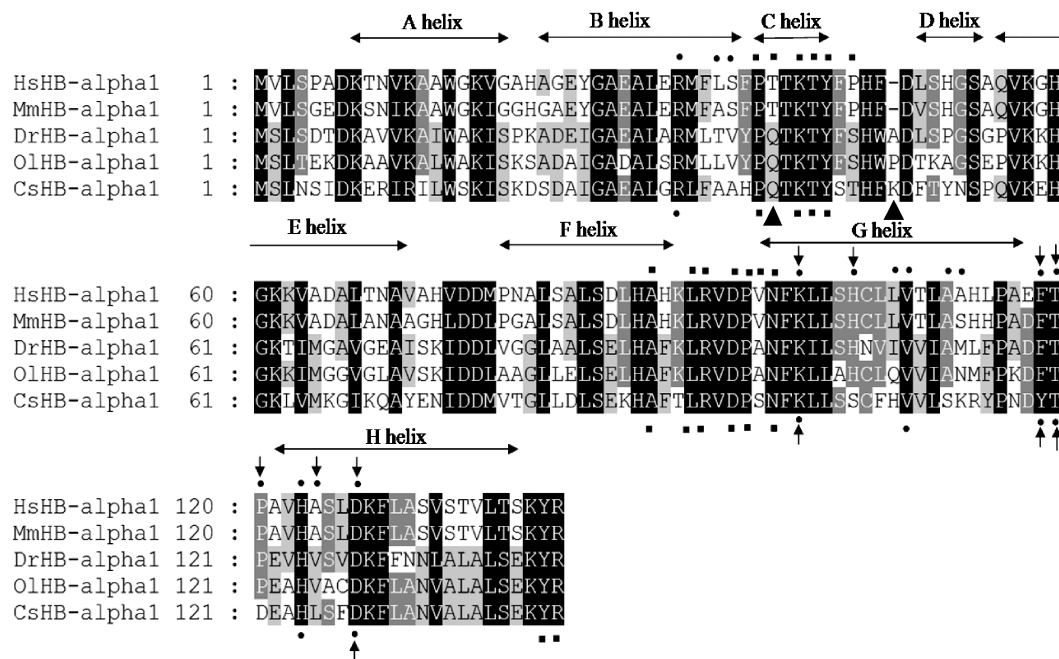 A helix B helix C helix D helix
HsHB-alpha1 1 : MVLSPADKTNVKAAWGKVGAHAGEYGAEALERMFLSFPTTKTYFPHF-DLSHGSAQVKGH
MmHB-alpha1 1 : MVLSGEDKSNIKAAWGKIGGHGAEYGAEALERMFASFPTTKTYFPHF-DVSHGSAQVKGH
DrHB-alpha1 1 : MSLSDTDKAVVKAIWAKISPKADEIGAEALARMLTVYPQTKTYFSHWADLSPGSGPVKKH
OlHB-alpha1 1 : MSLTEKDKAAVKALWAKISKSADAIGADALSRMLLVYPQTKTYFSHWPDTKAGSEPVKKH
CsHB-alpha1 1 : MSLNSIDKERIRILWSKISKDSDAIGAEALGRLFAAHPQTKTYSTHFKDFTYNSPQVKEH
E helix F helix G helix
HsHB-alpha1 60 : GKKVADALTNAVAHVDDMPNALSALSDLHAHKLRVDPVNFKLLSHCLLVTLAAHLPAEFT
MmHB-alpha1 60 : GKKVADALANAAGHLDDLPGALSALSDLHAHKLRVDPVNFKLLSHCLLVTLASHHPADFT
DrHB-alpha1 61 : GKTIMGAVGEAISKIDDLVGGLAALSELHAFKLRVDPANFKILSHNVIVVIAMLFPADFT
OlHB-alpha1 61 : GKKIMGGVGLAVSKIDDLAAGLLELSELHAFKLRVDPANFKLLAHCLQVVIANMFPKDFT
CsHB-alpha1 61 : GKLVMKGIKQAYENIDDMVTGLLDLSEKHAFTLRVDPSNFKLLSSCFHVVLSKRYPNDYT
H helix
HsHB-alpha1 120 : PAVHASLDKFLASVSTVLTSKYR
MmHB-alpha1 120 : PAVHASLDKFLASVSTVLTSKYR
DrHB-alpha1 121 : PEVHVSVDKFFNNLALALSEKYR
OlHB-alpha1 121 : PEAHVACDKFLANVALALSEKYR
CsHB-alpha1 121 : DEAHLSFDKFLANVALALSEKYR